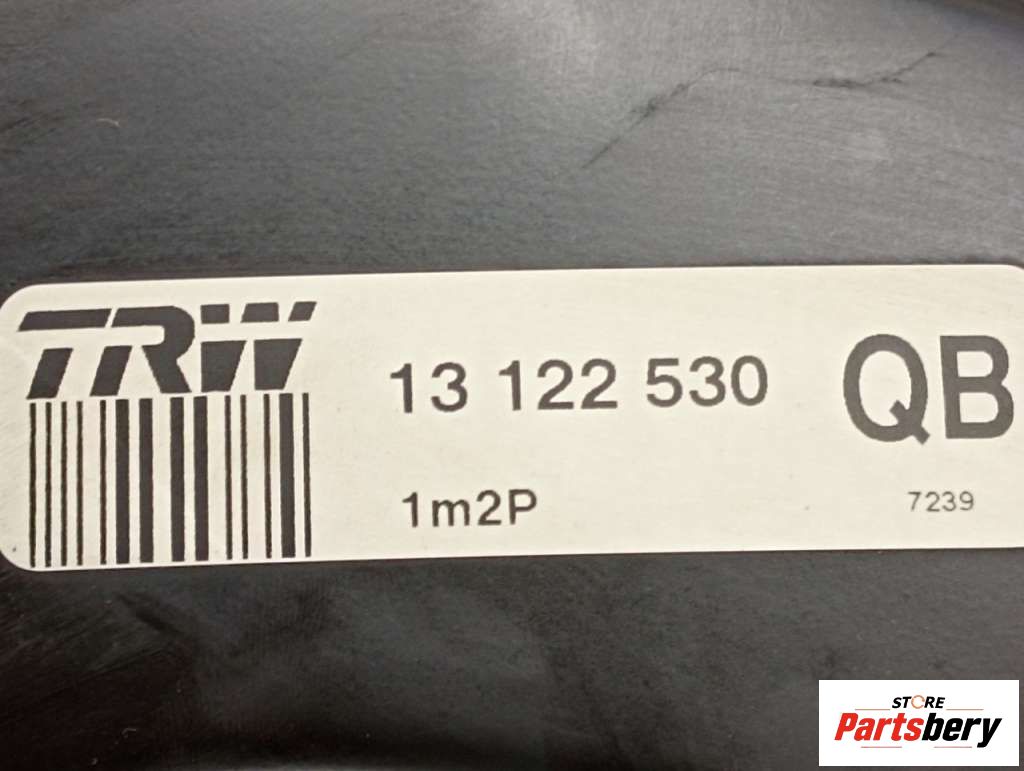 TRW
13 122 530
QB
1m2P
7239
STORE
Partsbery